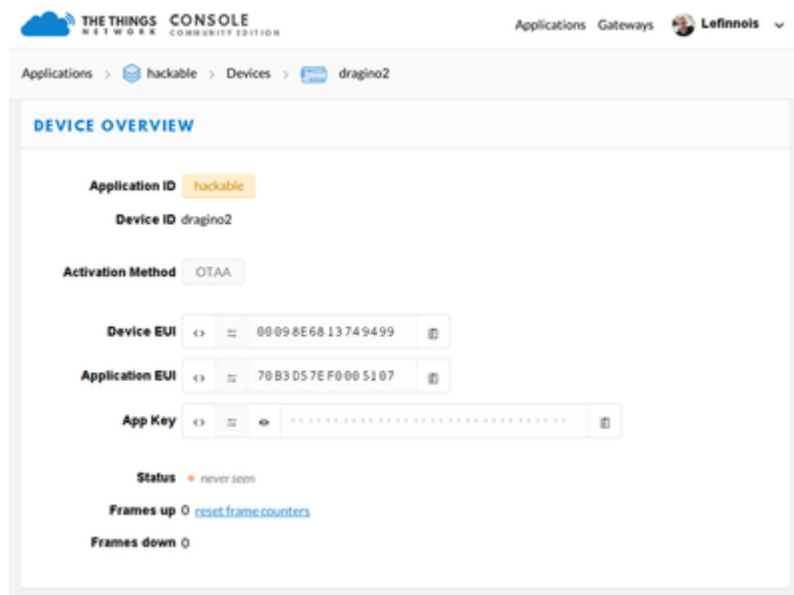 THE THINGS NETWORK CONSOLE COMMUNITY EDITION Applications Gateways Lefinnois
Applications > hackable > Devices > dragino2
DEVICE OVERVIEW
Application ID hackable
Device ID dragino2
Activation Method OTAA
Device EUI <> 00098E6813749499
Application EUI <> 70B3D57EF0005107
App Key <> ································
Status • never seen
Frames up 0 reset frame counters
Frames down 0